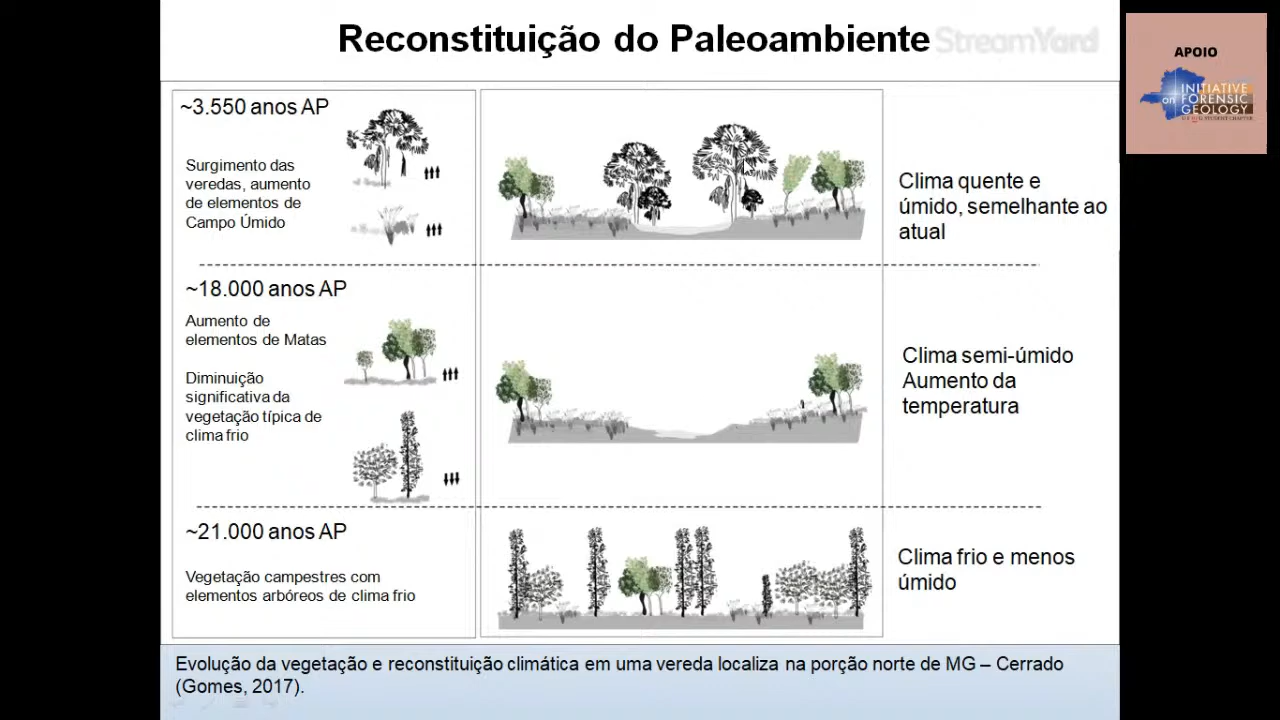 Reconstituição do Paleoambiente
StreamYard
APOIO
INITIATIVE
on FORENSIC
GEOLOGY
STUDENT CHAPTER
~3.550 anos AP
Surgimento das
veredas, aumento
de elementos de
Campo Úmido
Clima quente e
úmido, semelhante ao
atual
~18.000 anos AP
Aumento de
elementos de Matas
Diminuição
significativa da
vegetação típica de
clima frio
Clima semi-úmido
Aumento da
temperatura
~21.000 anos AP
Vegetação campestres com
elementos arbóreos de clima frio
Clima frio e menos
úmido
Evolução da vegetação e reconstituição climática em uma vereda localiza na porção norte de MG – Cerrado
(Gomes, 2017).